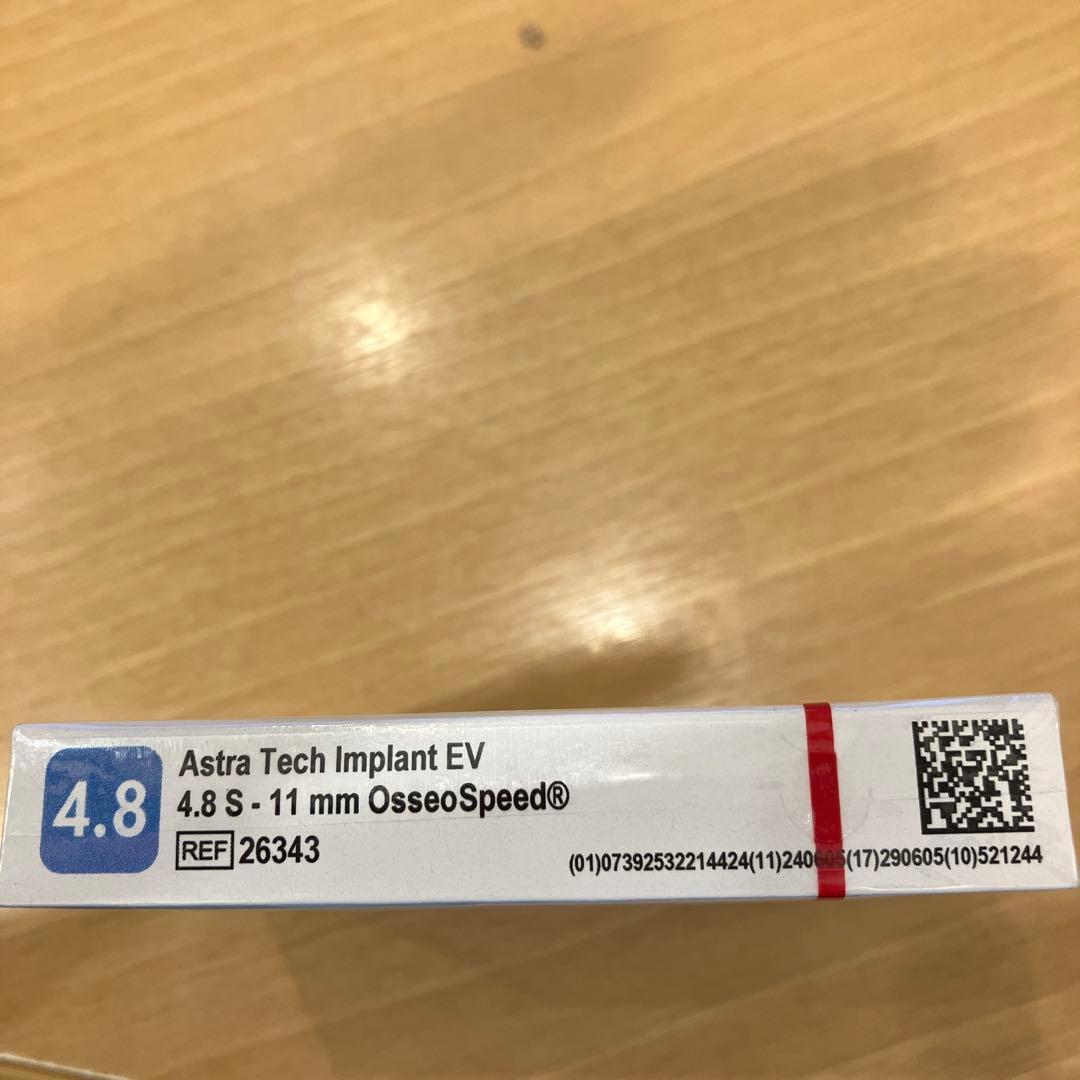 4.8
Astra Tech Implant EV
4.8 S - 11 mm OsseoSpeed®
REF 26343
(01)07392532214424(11)240605(17)290605(10)521244